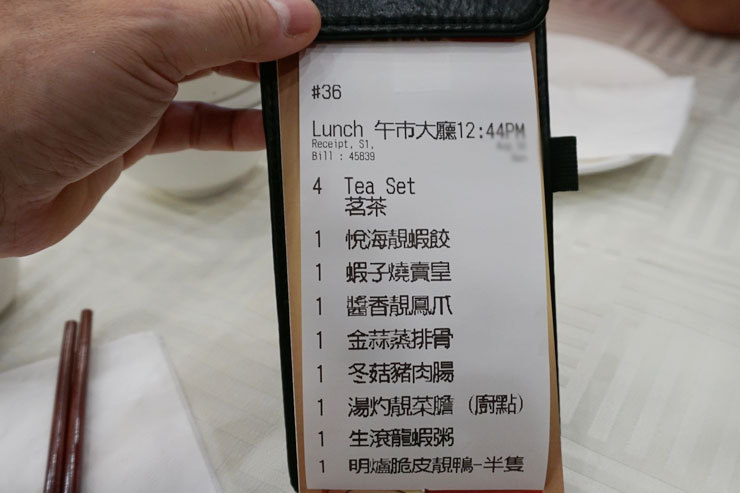 #36
Lunch 午市大廳12:44PM
Receipt, S1,
Bill : 45839
4 Tea Set
茗茶
1 悅海靚蝦餃
1 蝦子燒賣皇
1 醬香靚鳳爪
1 金蒜蒸排骨
1 冬菇豬肉腸
1 湯灼靚菜膽 (廚點)
1 生滾龍蝦粥
1 明爐脆皮靚鴨-半隻